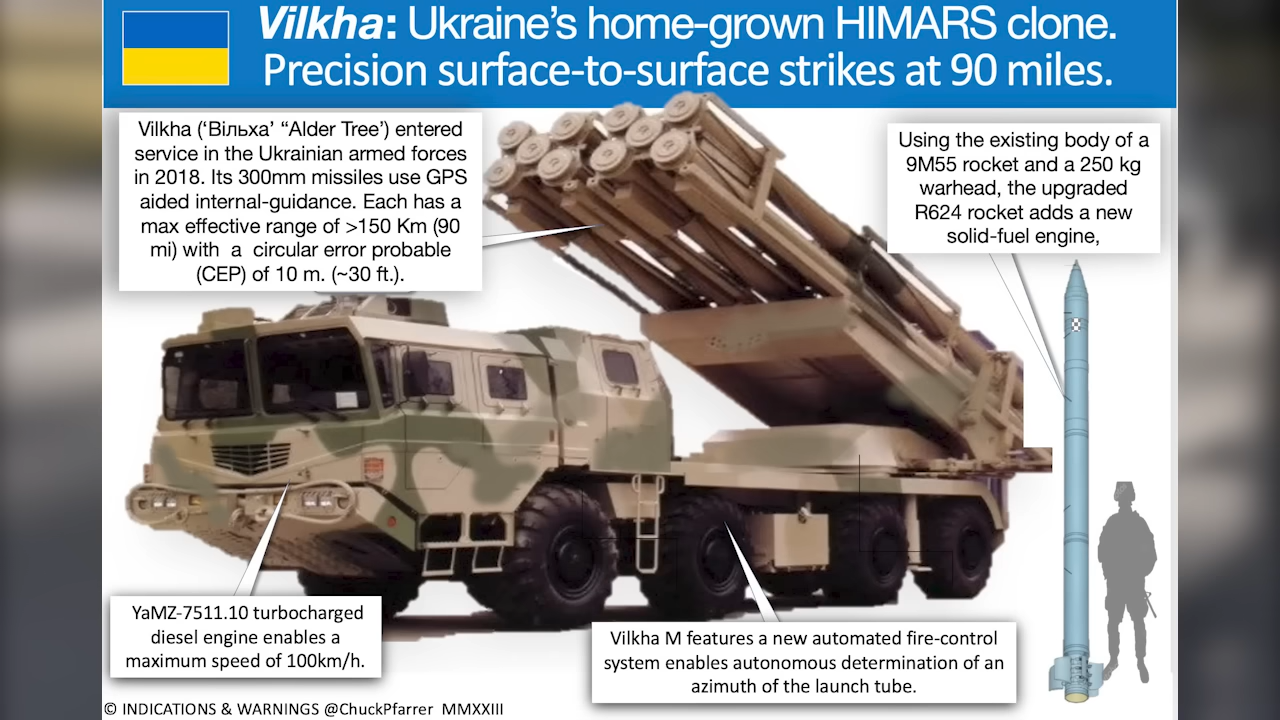 Vilkha: Ukraine’s home-grown HIMARS clone.
Precision surface-to-surface strikes at 90 miles.
Vilkha (‘Вільха’ “Alder Tree’) entered
service in the Ukrainian armed forces
in 2018. Its 300mm missiles use GPS
aided internal-guidance. Each has a
max effective range of >150 Km (90
mi) with a circular error probable
(CEP) of 10 m. (~30 ft.).
Using the existing body of a
9M55 rocket and a 250 kg
warhead, the upgraded
R624 rocket adds a new
solid-fuel engine,
YaMZ-7511.10 turbocharged
diesel engine enables a
maximum speed of 100km/h.
Vilkha M features a new automated fire-control
system enables autonomous determination of an
azimuth of the launch tube.
© INDICATIONS & WARNINGS @ChuckPfarrer MMXXIII